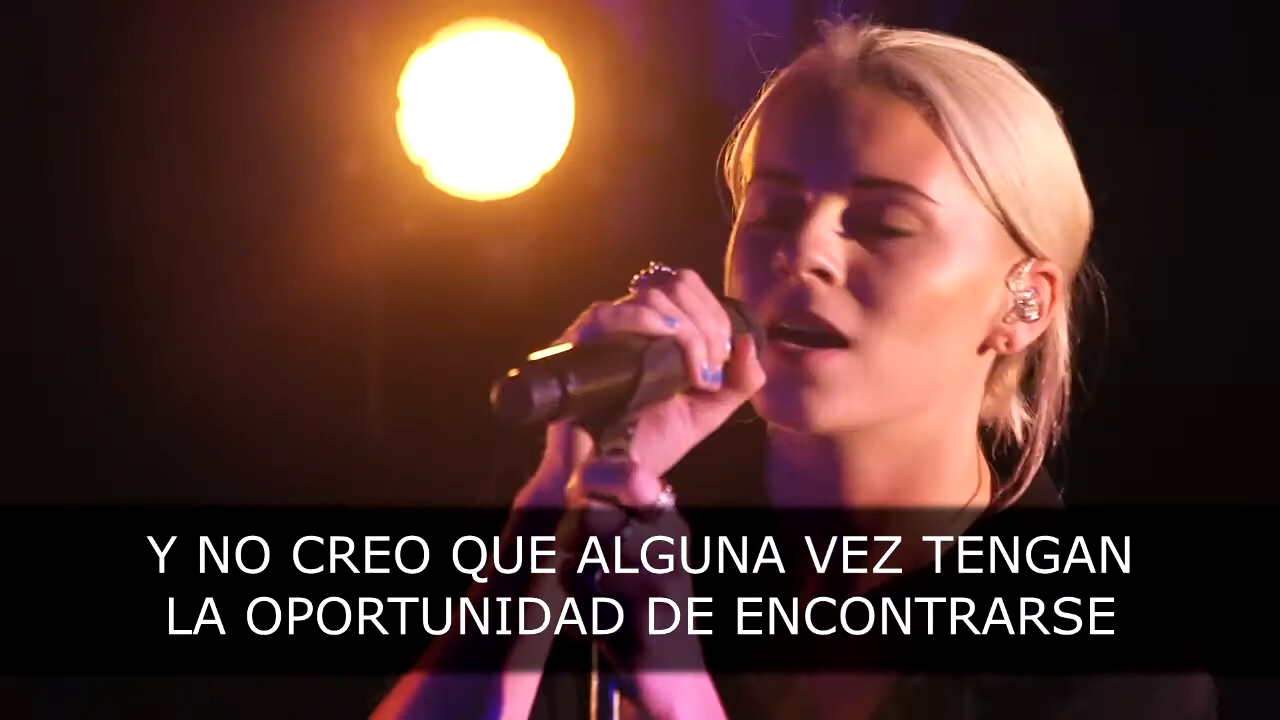 Y NO CREO QUE ALGUNA VEZ TENGAN
LA OPORTUNIDAD DE ENCONTRARSE